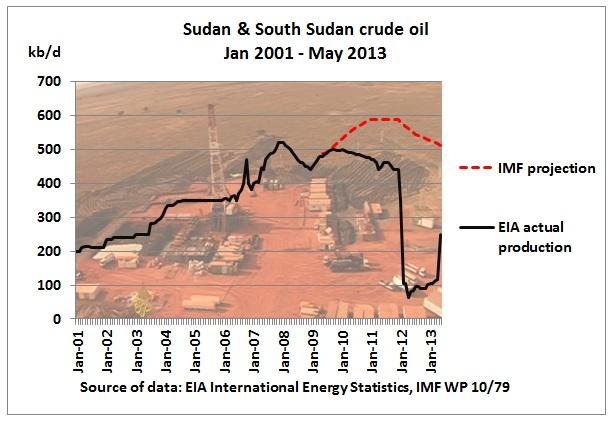 Sudan & South Sudan crude oil
Jan 2001 - May 2013
kb/d
700
600
500
400
300
200
100
0
Jan-01
Jan-02
Jan-03
Jan-04
Jan-05
Jan-06
Jan-07
Jan-08
Jan-09
Jan-10
Jan-11
Jan-12
Jan-13
IMF projection
EIA actual
production
Source of data: EIA International Energy Statistics, IMF WP 10/79